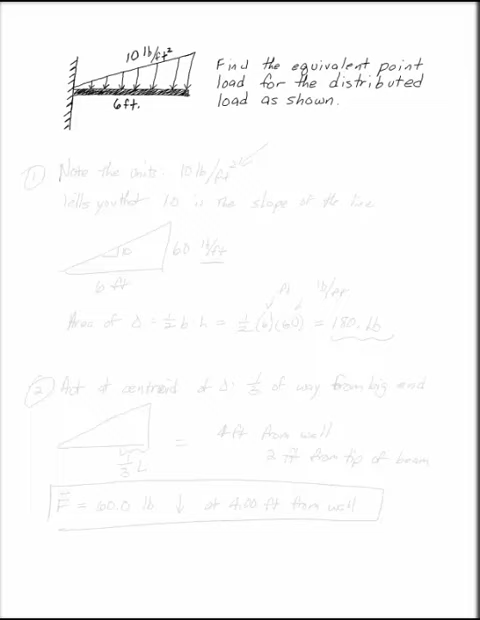 10 lb/ft²
Find the equivalent point
load for the distributed
load as shown.
6 ft.
① Note the units... 10 lb/ft²
tells you that 10 is the slope of the line
10
60 lb/ft
6 ft
ft lb/ft
Area of Δ = 1/2 b h = 1/2 (6)(60) = 180. lb
② Act at centroid of Δ: 1/3 of way from big end
= 4 ft from wall
2 ft from tip of beam
1/3 L
F = lb ↓ at 4.00 ft from wall